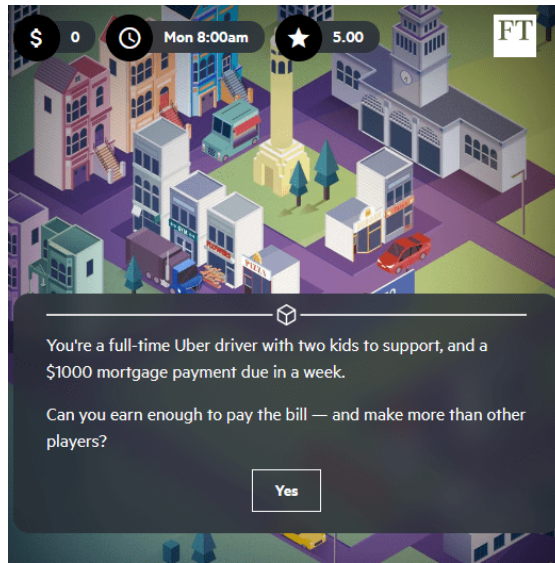 $ 0 Mon 8:00am ★ 5.00
FT
GYM
PIZZA
You're a full-time Uber driver with two kids to support, and a
$1000 mortgage payment due in a week.
Can you earn enough to pay the bill — and make more than other
players?
Yes